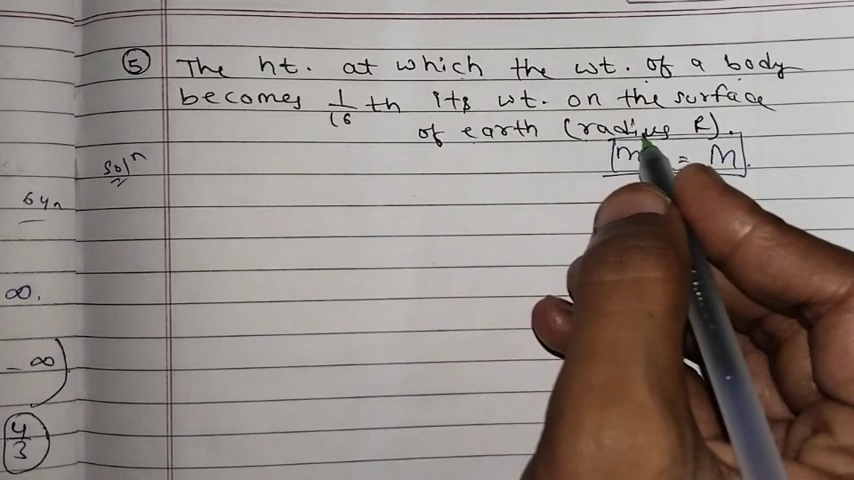 ⑤ The ht. at which the wt. of a body
becomes 1/16 th its wt. on the surface
of earth (radius R).
m = M.
Solⁿ
∞.
- ∞)
4/3